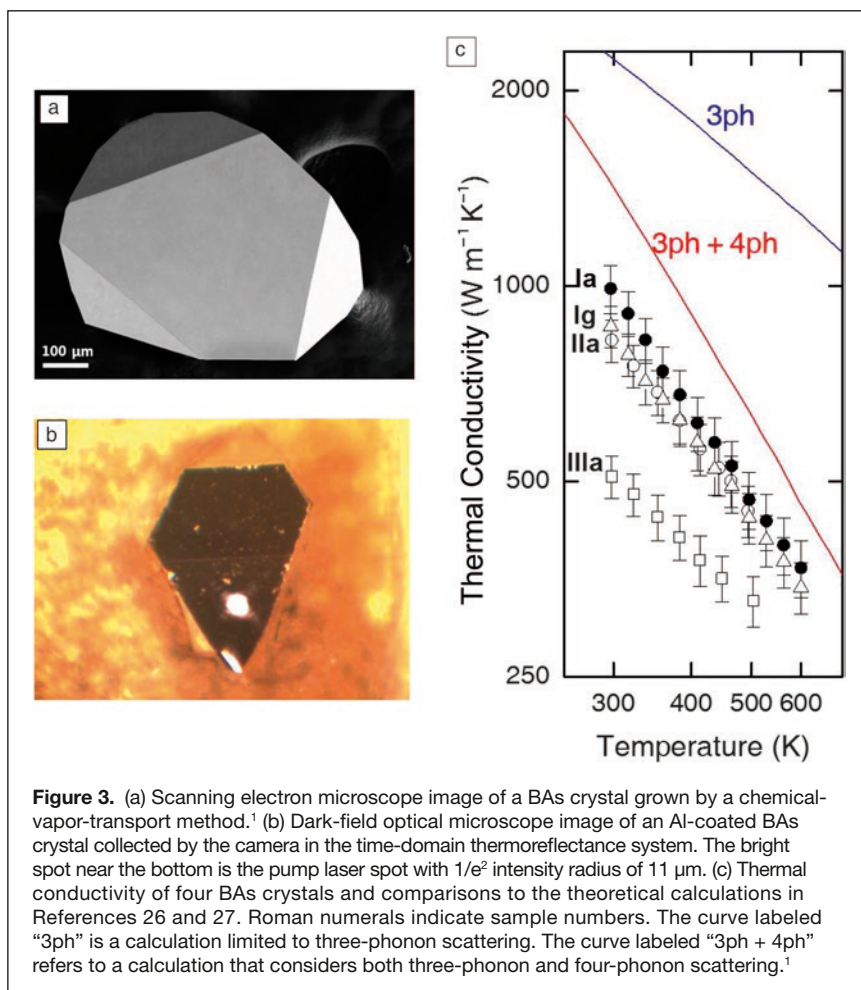 a
100 µm
b
c
Thermal Conductivity (W m⁻¹ K⁻¹)
2000
1000
500
250
3ph
3ph + 4ph
Ia
Ig
IIa
IIIa
300 400 500 600
Temperature (K)
Figure 3. (a) Scanning electron microscope image of a BAs crystal grown by a chemical-
vapor-transport method.¹ (b) Dark-field optical microscope image of an Al-coated BAs
crystal collected by the camera in the time-domain thermoreflectance system. The bright
spot near the bottom is the pump laser spot with 1/e² intensity radius of 11 µm. (c) Thermal
conductivity of four BAs crystals and comparisons to the theoretical calculations in
References 26 and 27. Roman numerals indicate sample numbers. The curve labeled
“3ph” is a calculation limited to three-phonon scattering. The curve labeled “3ph + 4ph”
refers to a calculation that considers both three-phonon and four-phonon scattering.¹